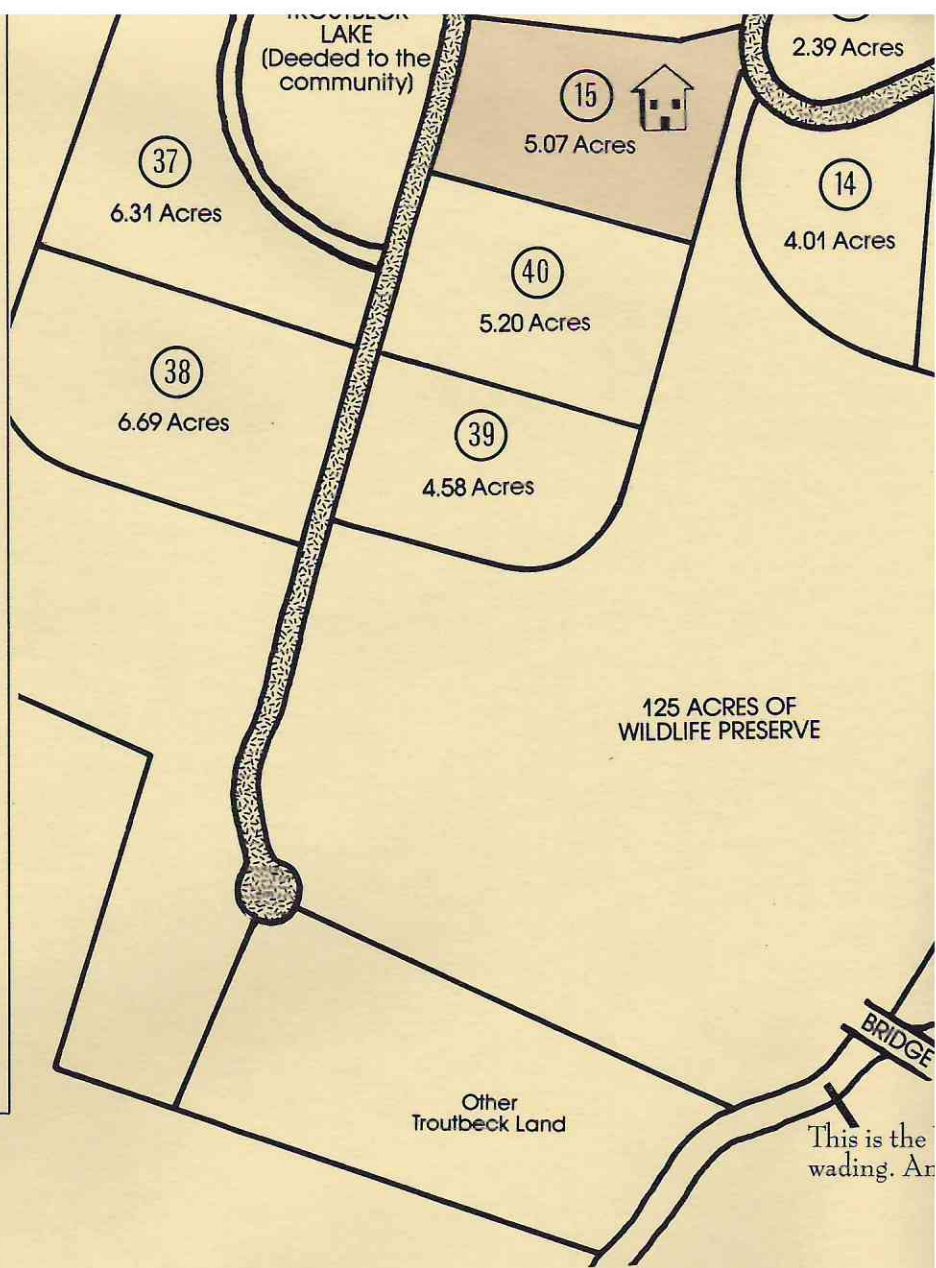 TROUTBECK
LAKE
(Deeded to the
community)
2.39 Acres
15
5.07 Acres
37
6.31 Acres
14
4.01 Acres
40
5.20 Acres
38
6.69 Acres
39
4.58 Acres
125 ACRES OF
WILDLIFE PRESERVE
BRIDGE
Other
Troutbeck Land
This is the
wading. An